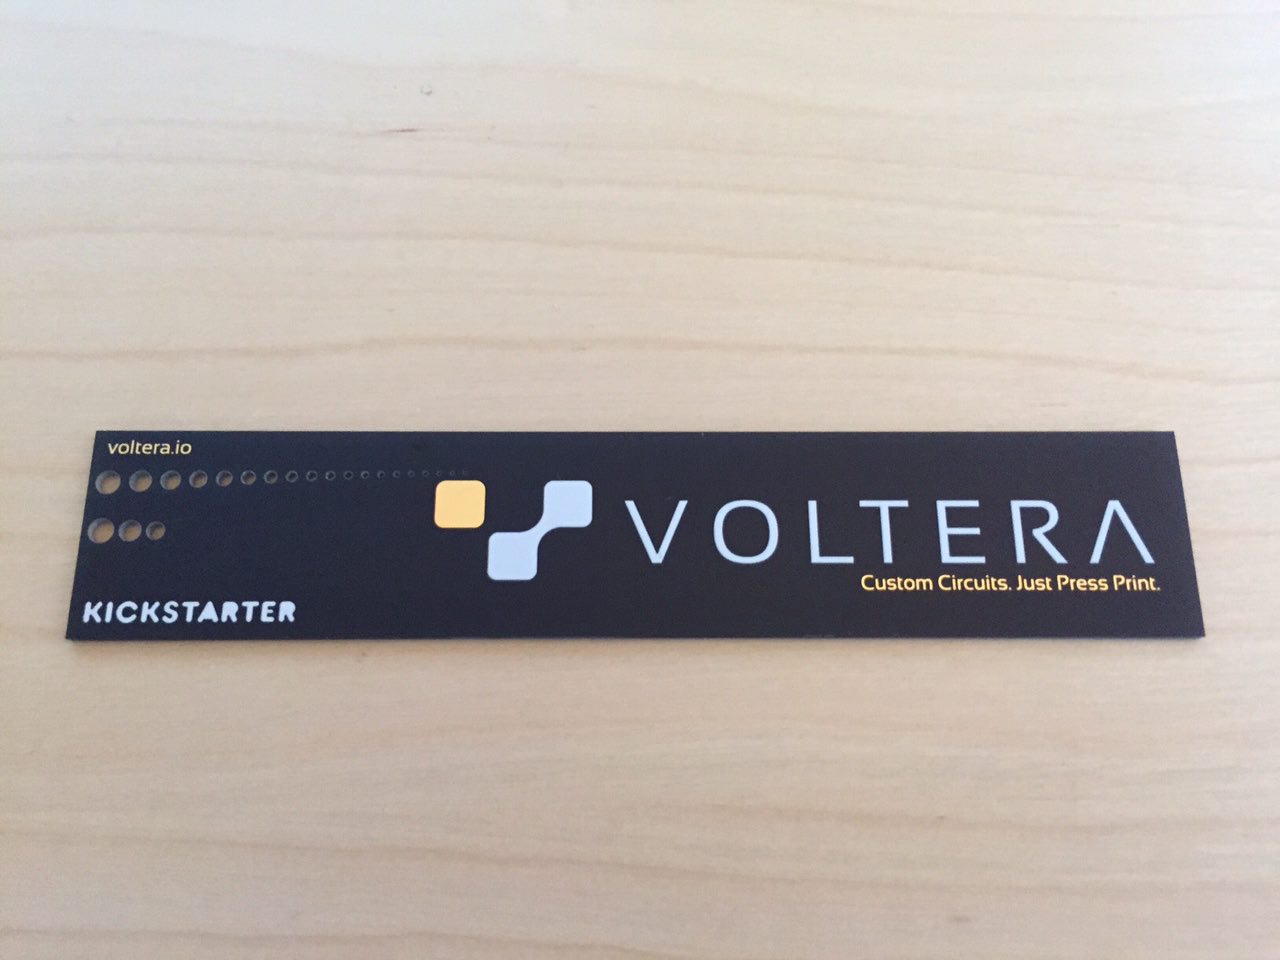 voltera.io
VOLTERA
Custom Circuits. Just Press Print.
KICKSTARTER